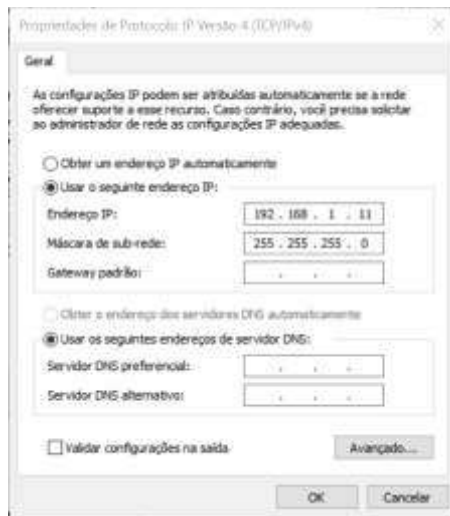 Propriedades de Protocolo IP Versão 4 (TCP/IPv4)
Geral
As configurações IP podem ser atribuídas automaticamente se a rede
oferecer suporte a esse recurso. Caso contrário, você precisa solicitar
ao administrador de rede as configurações IP adequadas.
Obter um endereço IP automaticamente
Usar o seguinte endereço IP:
Endereço IP: 192 . 168 . 1 . 11
Máscara de sub-rede: 255 . 255 . 255 . 0
Gateway padrão: . . .
Obter o endereço dos servidores DNS automaticamente
Usar os seguintes endereços de servidor DNS:
Servidor DNS preferencial: . . .
Servidor DNS alternativo: . . .
Validar configurações na saída Avançado...
OK Cancelar